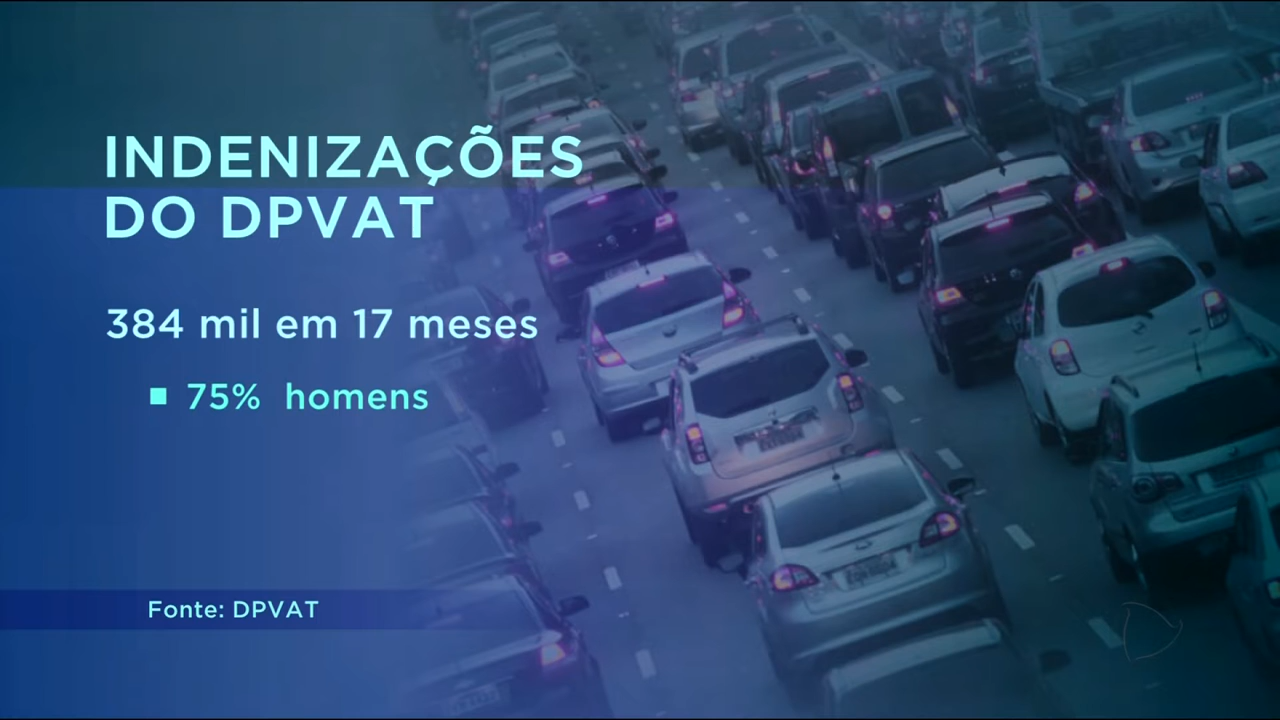 INDENIZAÇÕES
DO DPVAT
384 mil em 17 meses
75% homens
Fonte: DPVAT